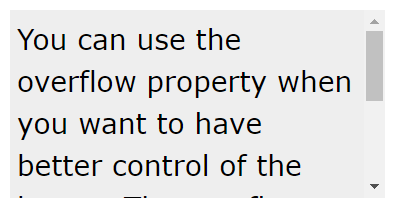 You can use the
overflow property when
you want to have
better control of the